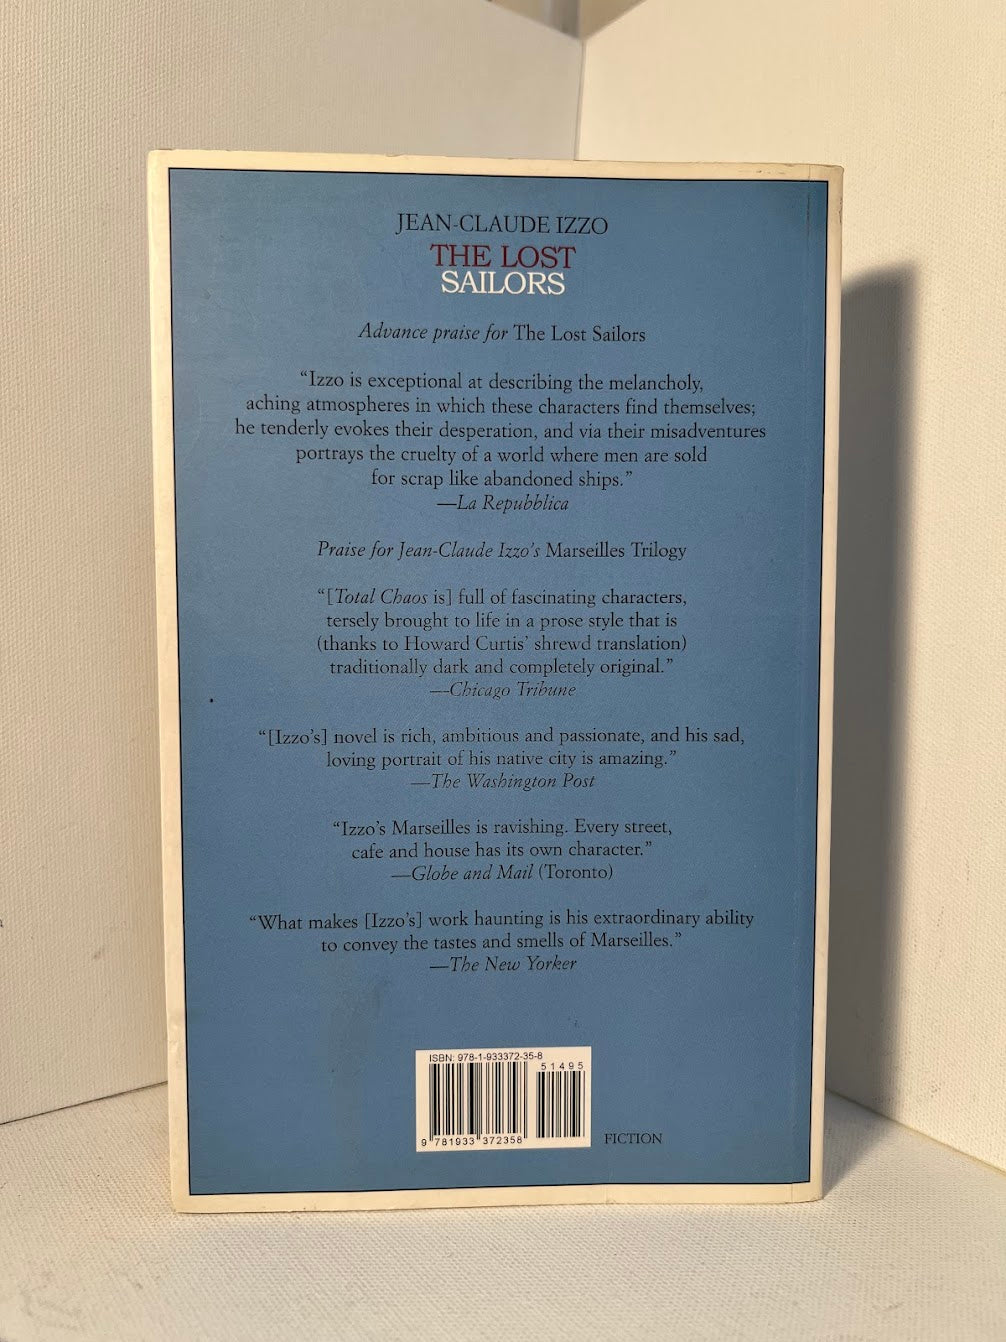 JEAN-CLAUDE IZZO
THE LOST
SAILORS
Advance praise for The Lost Sailors
“Izzo is exceptional at describing the melancholy,
aching atmospheres in which these characters find themselves;
he tenderly evokes their desperation, and via their misadventures
portrays the cruelty of a world where men are sold
for scrap like abandoned ships.”
—La Repubblica
Praise for Jean-Claude Izzo’s Marseilles Trilogy
“[Total Chaos is] full of fascinating characters,
tersely brought to life in a prose style that is
(thanks to Howard Curtis’ shrewd translation)
traditionally dark and completely original.”
—Chicago Tribune
“[Izzo’s] novel is rich, ambitious and passionate, and his sad,
loving portrait of his native city is amazing.”
—The Washington Post
“Izzo’s Marseilles is ravishing. Every street,
cafe and house has its own character.”
—Globe and Mail (Toronto)
“What makes [Izzo’s] work haunting is his extraordinary ability
to convey the tastes and smells of Marseilles.”
—The New Yorker
ISBN: 978-1-933372-35-8
51495
9 781933 372358
FICTION